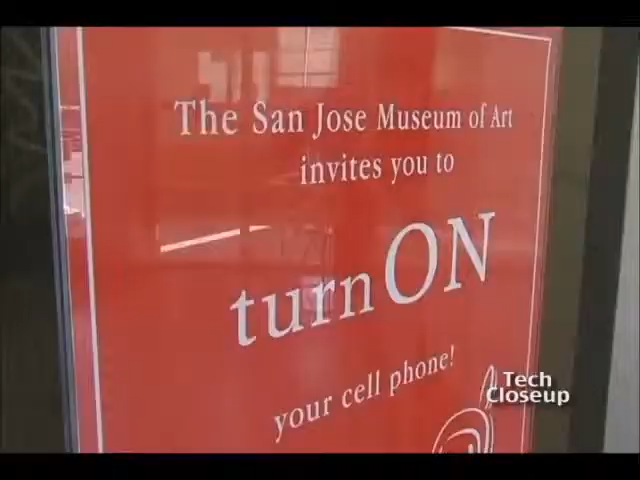 The San Jose Museum of Art
invites you to
turnON
your cell phone!
Tech
Closeup